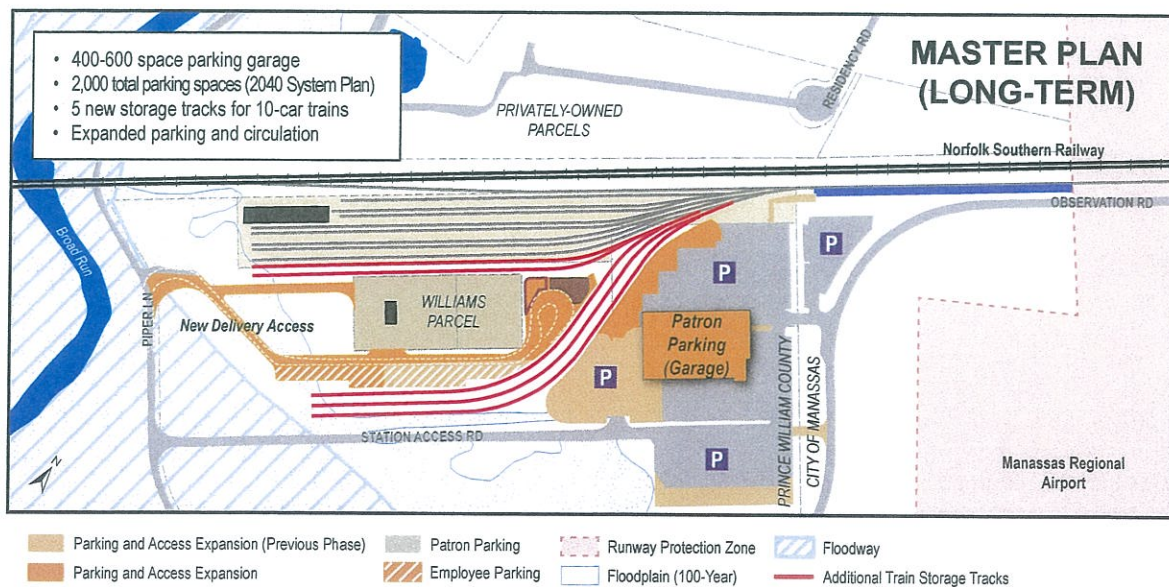 • 400-600 space parking garage
• 2,000 total parking spaces (2040 System Plan)
• 5 new storage tracks for 10-car trains
• Expanded parking and circulation
MASTER PLAN
(LONG-TERM)
RESIDENCY RD
PRIVATELY-OWNED
PARCELS
Norfolk Southern Railway
OBSERVATION RD
Broad Run
P
P
PIPER LN
New Delivery Access
WILLIAMS
PARCEL
Patron
Parking
(Garage)
P
PRINCE WILLIAM COUNTY
CITY OF MANASSAS
STATION ACCESS RD
P
Manassas Regional
Airport
N
Parking and Access Expansion (Previous Phase)
Patron Parking
Runway Protection Zone
Floodway
Parking and Access Expansion
Employee Parking
Floodplain (100-Year)
Additional Train Storage Tracks